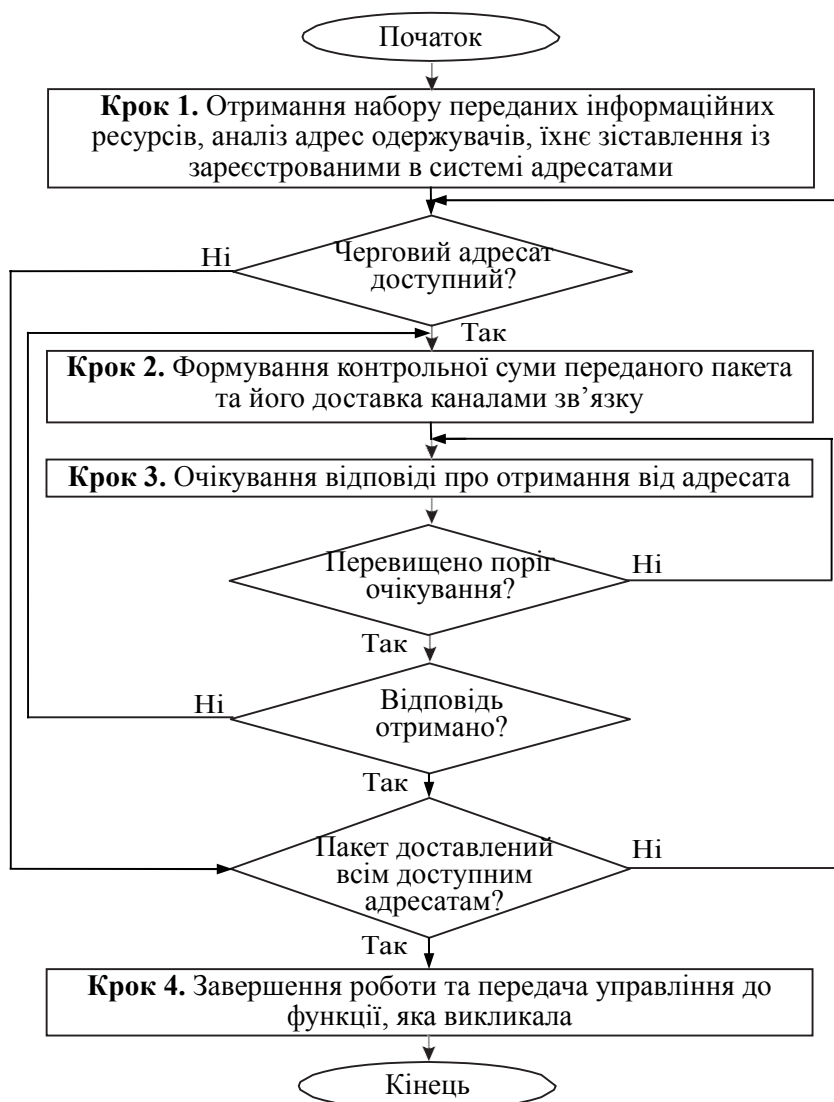 Початок
Крок 1. Отримання набору переданих інформаційних
ресурсів, аналіз адрес одержувачів, їхнє зіставлення із
зареєстрованими в системі адресатами
Ні
Черговий адресат
доступний?
Так
Крок 2. Формування контрольної суми переданого пакета
та його доставка каналами зв’язку
Крок 3. Очікування відповіді про отримання від адресата
Перевищено поріг
очікування?
Ні
Так
Ні
Відповідь
отримано?
Так
Пакет доставлений
всім доступним
адресатам?
Ні
Так
Крок 4. Завершення роботи та передача управління до
функції, яка викликала
Кінець